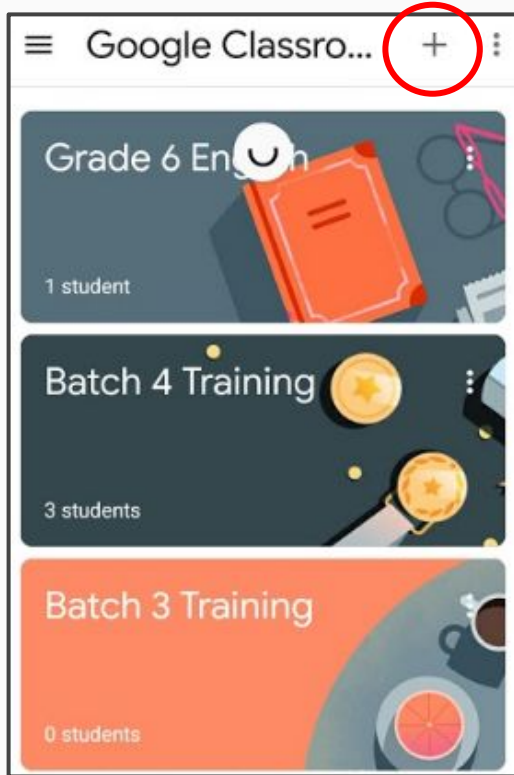 Google Classro...
Grade 6 En h
1 student
Batch 4 Training
3 students
Batch 3 Training
0 students